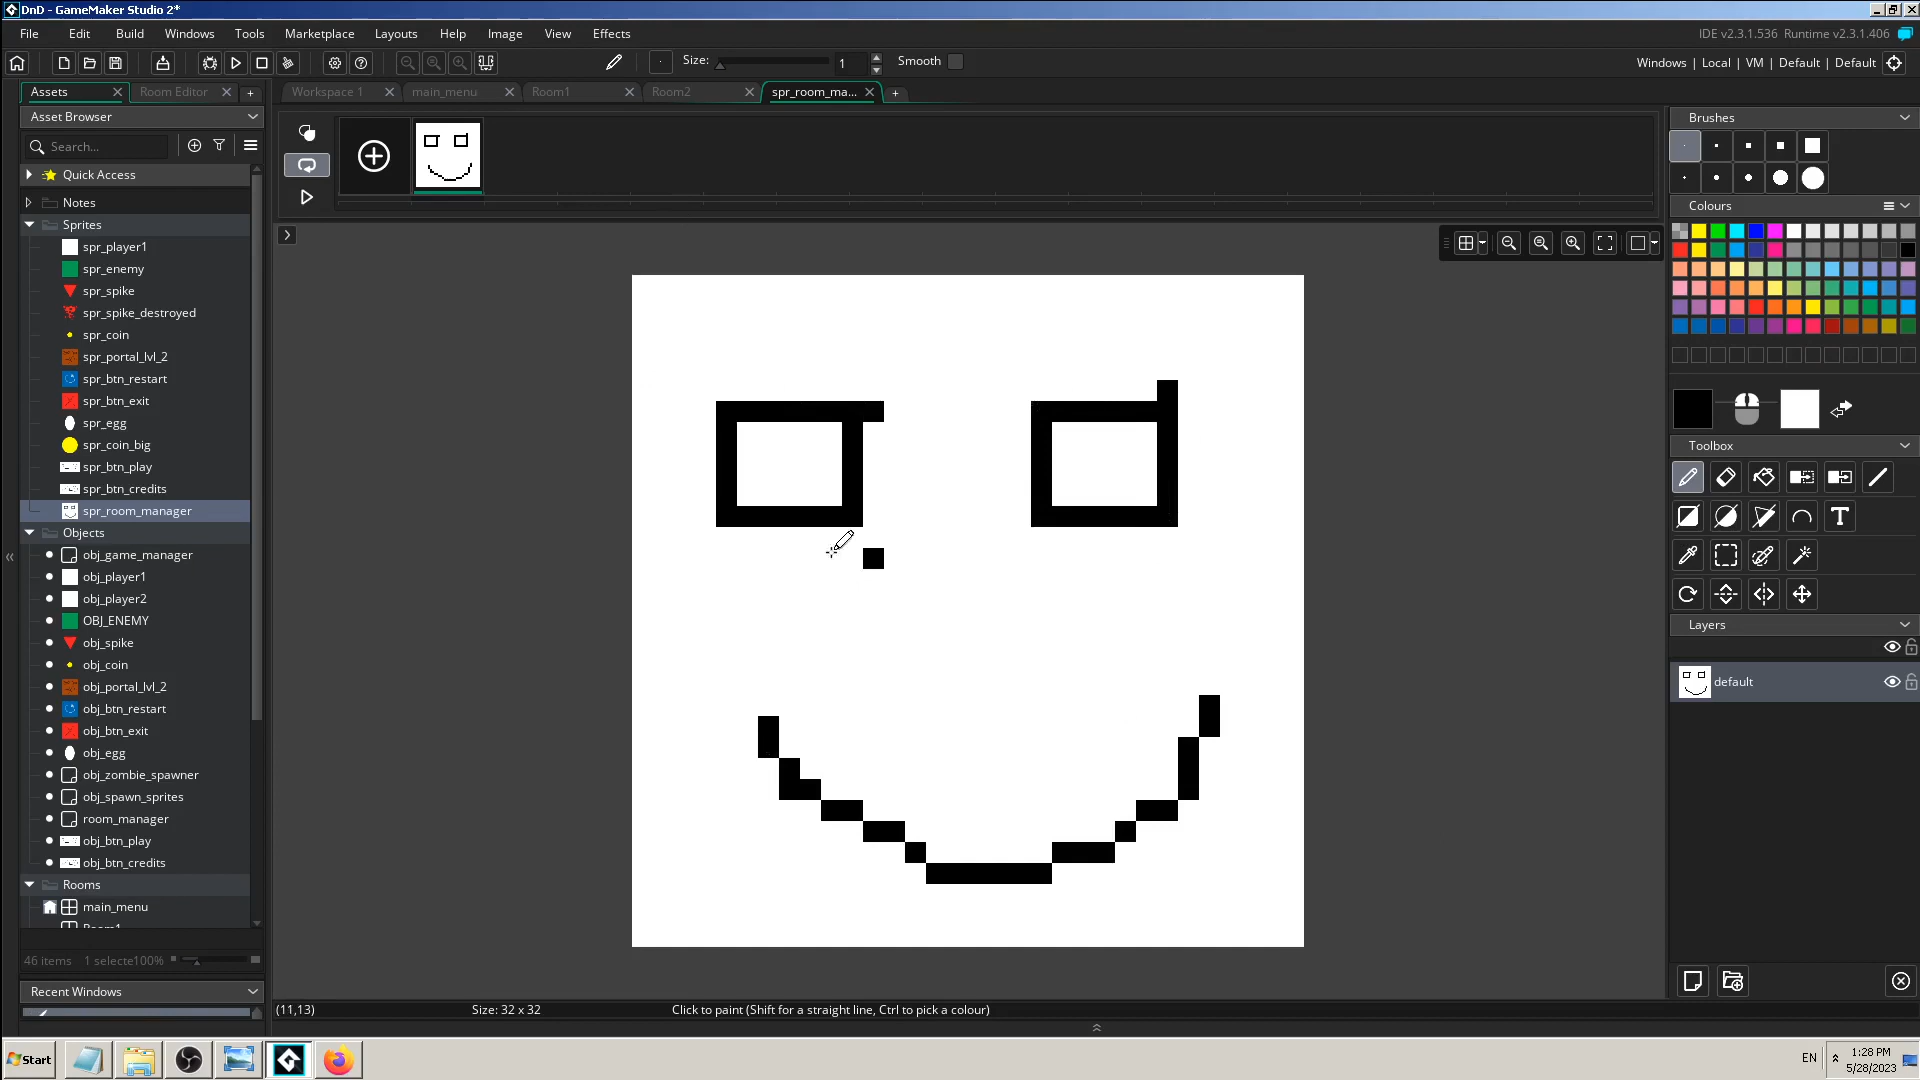 DnD - GameMaker Studio 2*
File Edit Build Windows Tools Marketplace Layouts Help Image View Effects
IDE v2.3.1.536 Runtime v2.3.1.406
Size: 1 Smooth
Windows | Local | VM | Default | Default
Assets Room Editor
Workspace 1 main_menu Room1 Room2 spr_room_ma...
Asset Browser
Search...
Quick Access
Notes
Sprites
spr_player1
spr_enemy
spr_spike
spr_spike_destroyed
spr_coin
spr_portal_lvl_2
spr_btn_restart
spr_btn_exit
spr_egg
spr_coin_big
spr_btn_play
spr_btn_credits
spr_room_manager
Objects
obj_game_manager
obj_player1
obj_player2
OBJ_ENEMY
obj_spike
obj_coin
obj_portal_lvl_2
obj_btn_restart
obj_btn_exit
obj_egg
obj_zombie_spawner
obj_spawn_sprites
room_manager
obj_btn_play
obj_btn_credits
Rooms
main_menu
Room1
46 items 1 selecte100%
Recent Windows
Brushes
Colours
Toolbox
Layers
default
(11,13) Size: 32 x 32 Click to paint (Shift for a straight line, Ctrl to pick a colour)
Start
EN
1:28 PM
5/28/2023